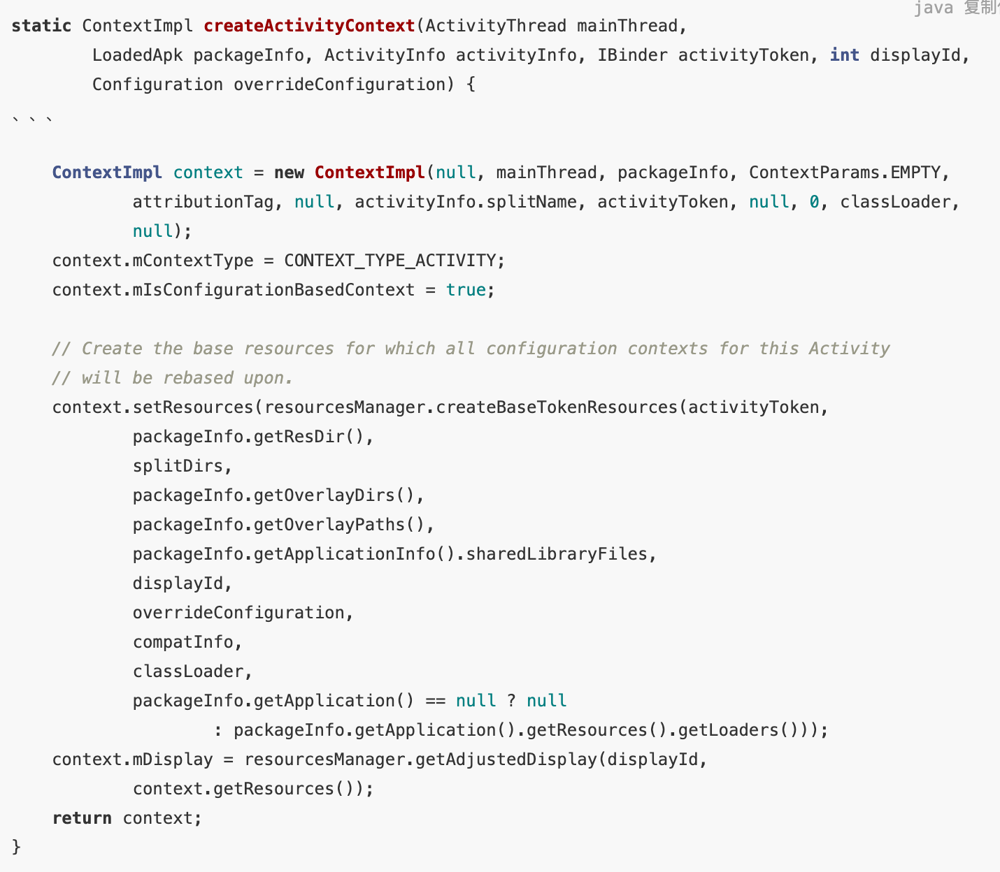 java 复制
static ContextImpl createActivityContext(ActivityThread mainThread,
        LoadedApk packageInfo, ActivityInfo activityInfo, IBinder activityToken, int displayId,
        Configuration overrideConfiguration) {
、、、

    ContextImpl context = new ContextImpl(null, mainThread, packageInfo, ContextParams.EMPTY,
            attributionTag, null, activityInfo.splitName, activityToken, null, 0, classLoader,
            null);
    context.mContextType = CONTEXT_TYPE_ACTIVITY;
    context.mIsConfigurationBasedContext = true;

    // Create the base resources for which all configuration contexts for this Activity
    // will be rebased upon.
    context.setResources(resourcesManager.createBaseTokenResources(activityToken,
            packageInfo.getResDir(),
            splitDirs,
            packageInfo.getOverlayDirs(),
            packageInfo.getOverlayPaths(),
            packageInfo.getApplicationInfo().sharedLibraryFiles,
            displayId,
            overrideConfiguration,
            compatInfo,
            classLoader,
            packageInfo.getApplication() == null ? null
                    : packageInfo.getApplication().getResources().getLoaders()));
    context.mDisplay = resourcesManager.getAdjustedDisplay(displayId,
            context.getResources());
    return context;
}